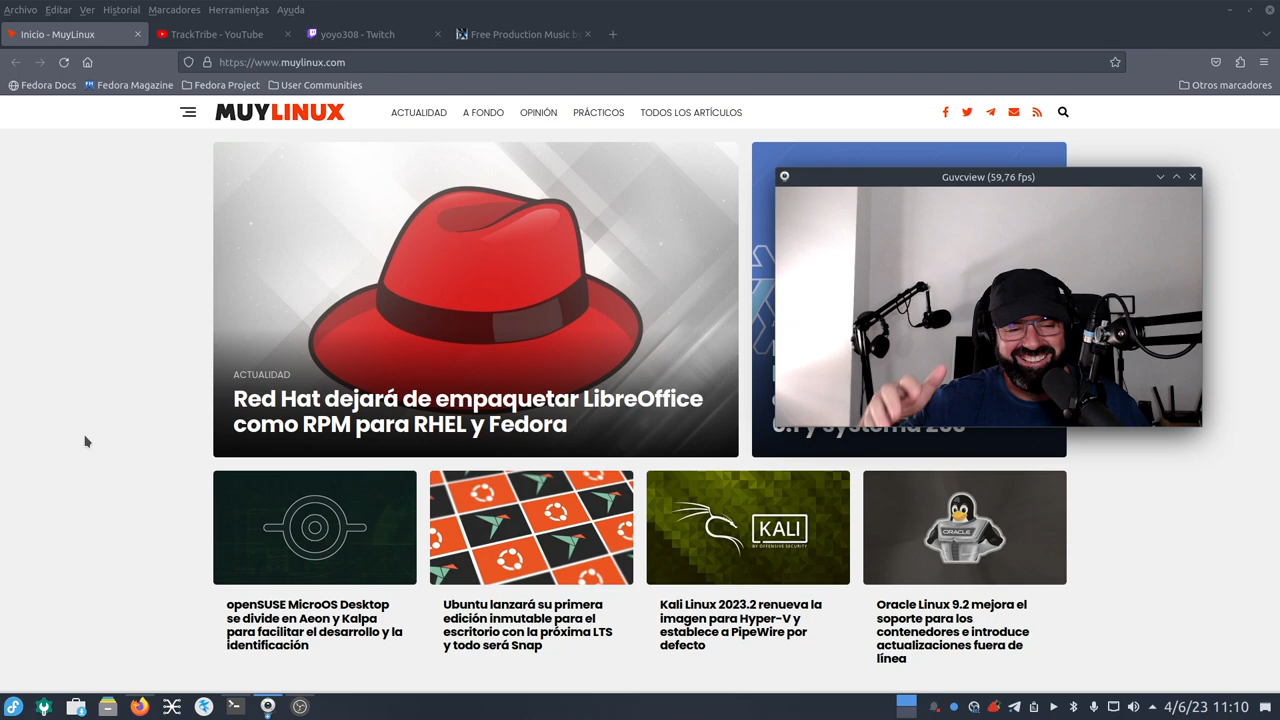 Archivo Editar Ver Historial Marcadores Herramientas Ayuda
Inicio - MuyLinux
TrackTribe - YouTube
yoyo308 - Twitch
Free Production Music by
https://www.muylinux.com
Fedora Docs Fedora Magazine Fedora Project User Communities Otros marcadores
MUYLINUX
ACTUALIDAD A FONDO OPINIÓN PRÁCTICOS TODOS LOS ARTÍCULOS
Guvcview (59,76 fps)
ACTUALIDAD
Red Hat dejará de empaquetar LibreOffice
como RPM para RHEL y Fedora
KALI
BY OFFENSIVE SECURITY
ORACLE
openSUSE MicroOS Desktop
se divide en Aeon y Kalpa
para facilitar el desarrollo y la
identificación
Ubuntu lanzará su primera
edición inmutable para el
escritorio con la próxima LTS
y todo será Snap
Kali Linux 2023.2 renueva la
imagen para Hyper-V y
establece a PipeWire por
defecto
Oracle Linux 9.2 mejora el
soporte para los
contenedores e introduce
actualizaciones fuera de
línea
4/6/23 11:10